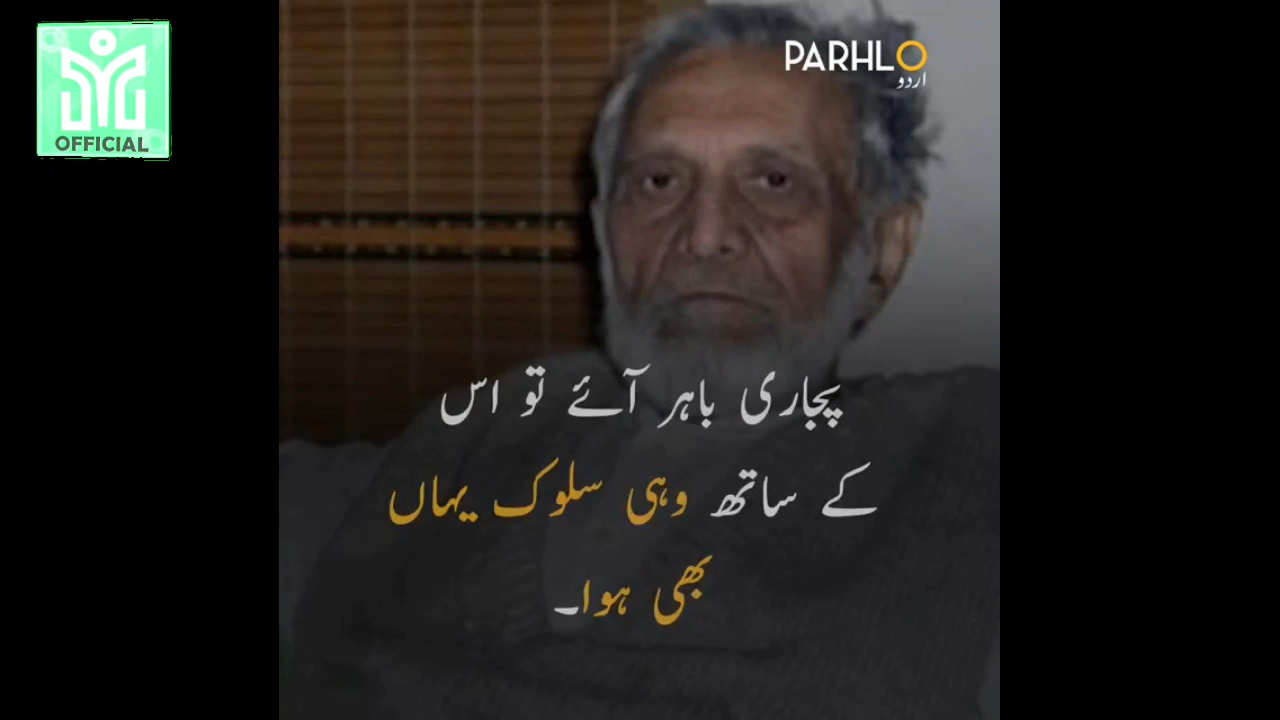 OFFICIAL
PARHLO
اردو
پجاری باہر آئے تو اس
کے ساتھ وہی سلوک یہاں
بھی ہوا۔